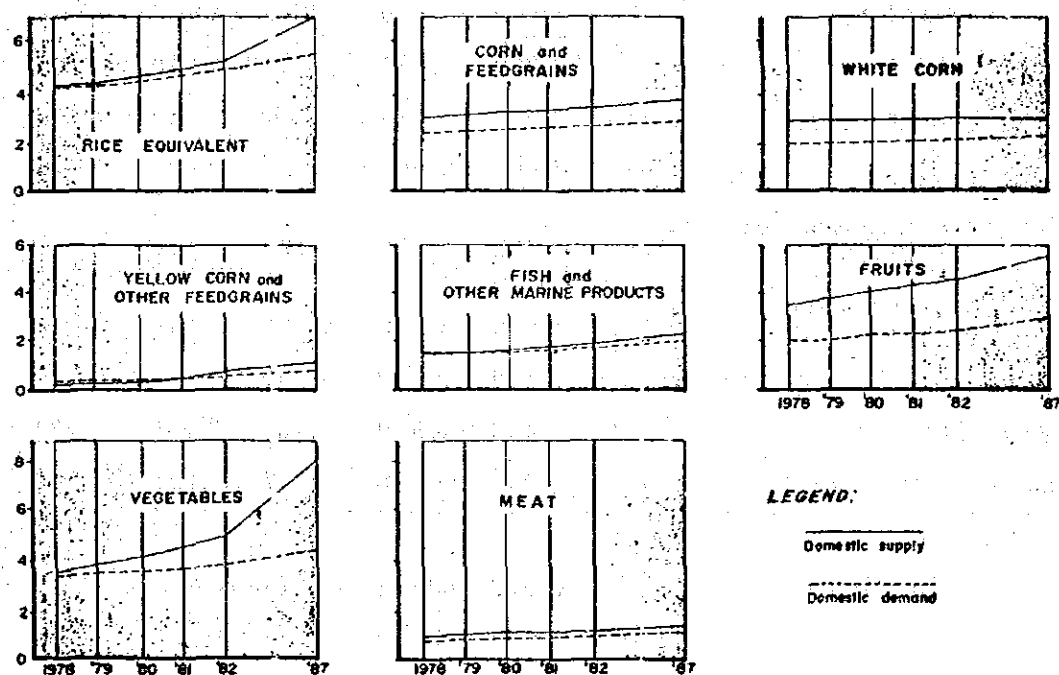 6
4
2
0
RICE EQUIVALENT
CORN and
FEEDGRAINS
WHITE CORN
6
4
2
0
YELLOW CORN and
OTHER FEEDGRAINS
FISH and
OTHER MARINE PRODUCTS
FRUITS
1978 '79 '80 '81 '82 '87
8
6
4
2
0
VEGETABLES
1978 '79 '80 '81 '82 '87
MEAT
1978 '79 '80 '81 '82 '87
LEGEND:
Domestic supply
Domestic demand